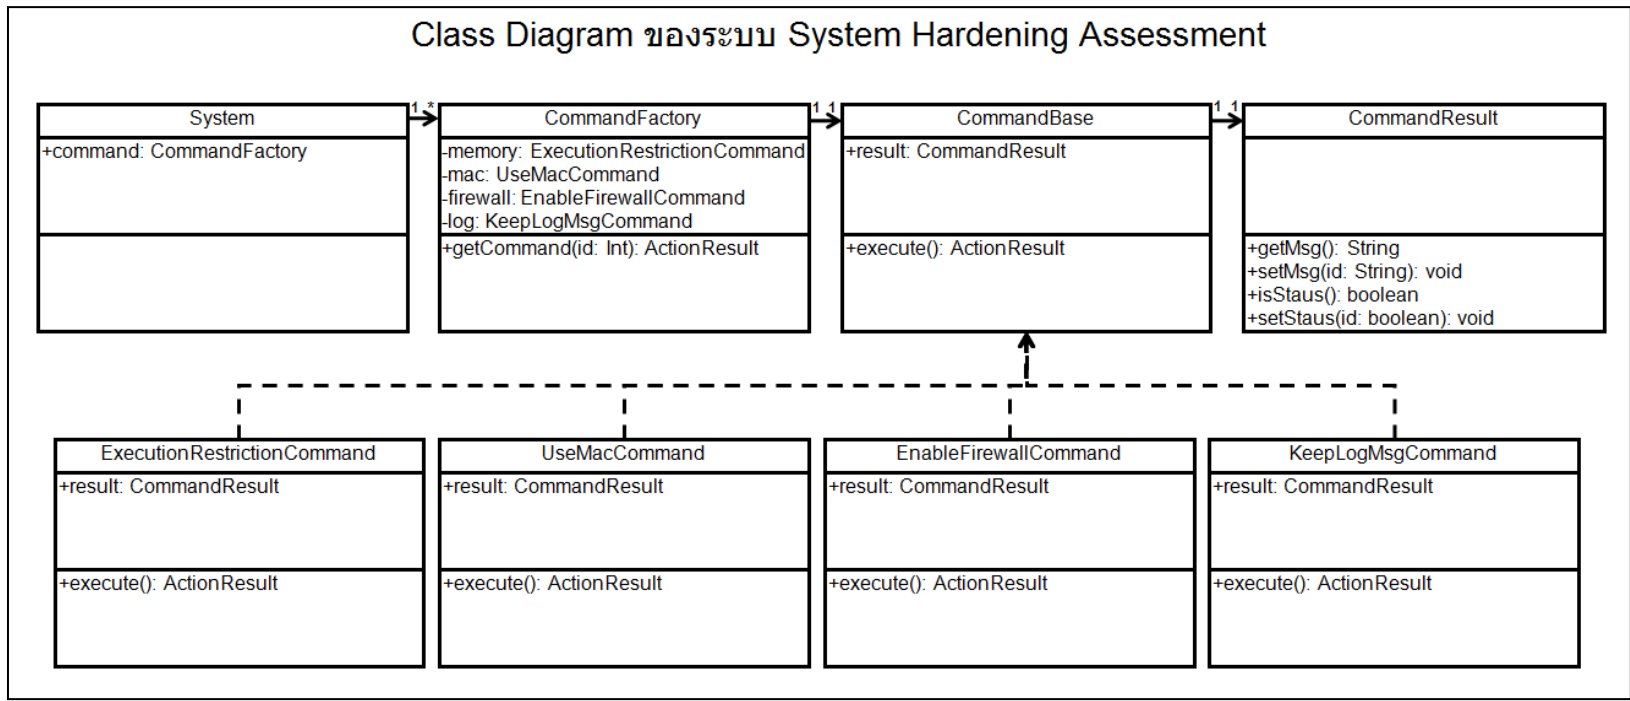 Class Diagram ของระบบ System Hardening Assessment
System
+command: CommandFactory
1 *
CommandFactory
-memory: ExecutionRestrictionCommand
-mac: UseMacCommand
-firewall: EnableFirewallCommand
-log: KeepLogMsgCommand
+getCommand(id: Int): ActionResult
1 1
CommandBase
+result: CommandResult
+execute(): ActionResult
1 1
CommandResult
+getMsg(): String
+setMsg(id: String): void
+isStaus(): boolean
+setStaus(id: boolean): void
ExecutionRestrictionCommand
+result: CommandResult
+execute(): ActionResult
UseMacCommand
+result: CommandResult
+execute(): ActionResult
EnableFirewallCommand
+result: CommandResult
+execute(): ActionResult
KeepLogMsgCommand
+result: CommandResult
+execute(): ActionResult